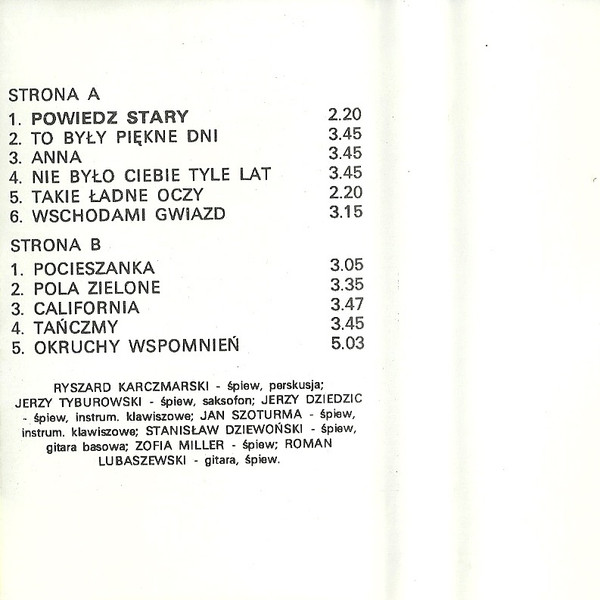 STRONA A
1. POWIEDZ STARY 2.20
2. TO BYŁY PIĘKNE DNI 3.45
3. ANNA 3.45
4. NIE BYŁO CIEBIE TYLE LAT 3.45
5. TAKIE ŁADNE OCZY 2.20
6. WSCHODAMI GWIAZD 3.15
STRONA B
1. POCIESZANKA 3.05
2. POLA ZIELONE 3.35
3. CALIFORNIA 3.47
4. TAŃCZMY 3.45
5. OKRUCHY WSPOMNIEŃ 5.03
RYSZARD KARCZMARSKI - śpiew, perskusja;
JERZY TYBUROWSKI - śpiew, saksofon; JERZY DZIEDZIC
- śpiew, instrum. klawiszowe; JAN SZOTURMA - śpiew,
instrum. klawiszowe; STANISŁAW DZIEWOŃSKI - śpiew,
gitara basowa; ZOFIA MILLER - śpiew; ROMAN
LUBASZEWSKI - gitara, śpiew.